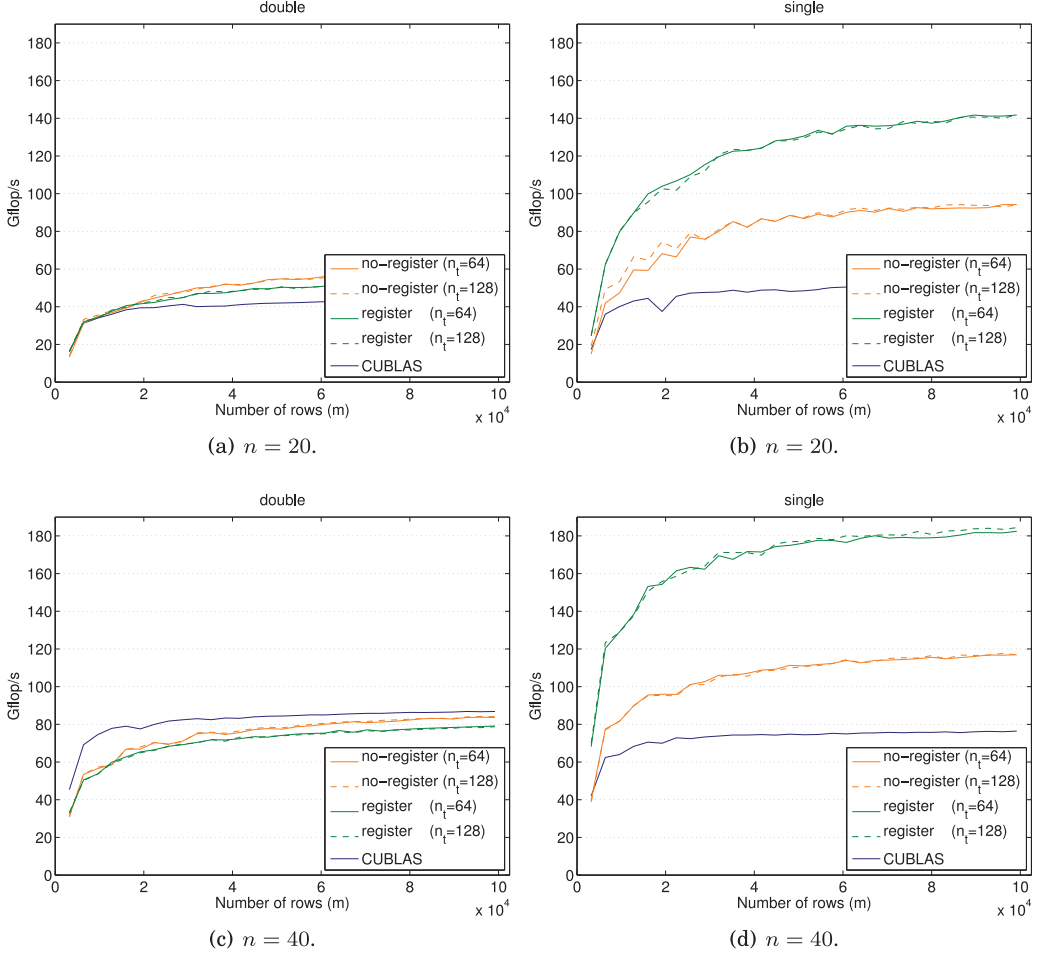 double
180
160
140
120
100
80
60
40
20
0
Gflop/s
no−register (n_t=64)
no−register (n_t=128)
register (n_t=64)
register (n_t=128)
CUBLAS
0 2 4 6 8 10
Number of rows (m)
x 10^4
(a) n = 20.
single
180
160
140
120
100
80
60
40
20
0
Gflop/s
no−register (n_t=64)
no−register (n_t=128)
register (n_t=64)
register (n_t=128)
CUBLAS
0 2 4 6 8 10
Number of rows (m)
x 10^4
(b) n = 20.
double
180
160
140
120
100
80
60
40
20
0
Gflop/s
no−register (n_t=64)
no−register (n_t=128)
register (n_t=64)
register (n_t=128)
CUBLAS
0 2 4 6 8 10
Number of rows (m)
x 10^4
(c) n = 40.
single
180
160
140
120
100
80
60
40
20
0
Gflop/s
no−register (n_t=64)
no−register (n_t=128)
register (n_t=64)
register (n_t=128)
CUBLAS
0 2 4 6 8 10
Number of rows (m)
x 10^4
(d) n = 40.